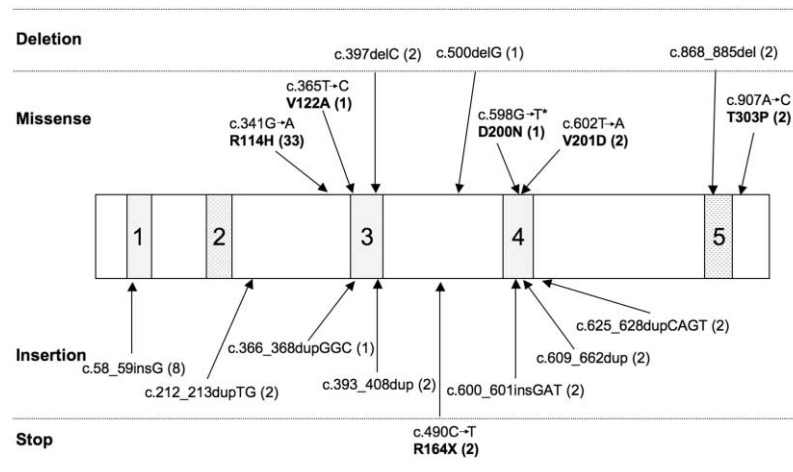 Deletion
c.397delC (2)
c.500delG (1)
c.868_885del (2)
Missense
c.365T→C
V122A (1)
c.341G→A
R114H (33)
c.598G→T*
D200N (1)
c.602T→A
V201D (2)
c.907A→C
T303P (2)
1
2
3
4
5
Insertion
c.58_59insG (8)
c.212_213dupTG (2)
c.366_368dupGGC (1)
c.393_408dup (2)
c.600_601insGAT (2)
c.609_662dup (2)
c.625_628dupCAGT (2)
Stop
c.490C→T
R164X (2)